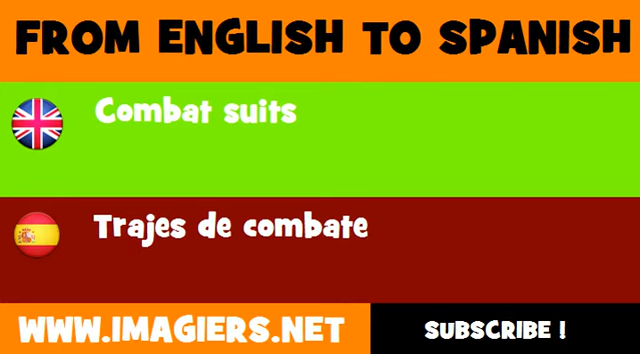 FROM ENGLISH TO SPANISH
Combat suits
Trajes de combate
WWW.IMAGIERS.NET
SUBSCRIBE !